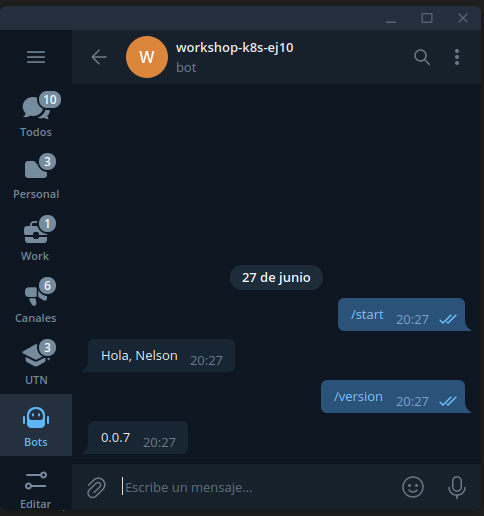 workshop-k8s-ej10
W
bot
10
Todos
3
Personal
1
Work
6
Canales
3
UTN
Bots
Editar
27 de junio
/start 20:27
Hola, Nelson 20:27
/version 20:27
0.0.7 20:27
Escribe un mensaje...